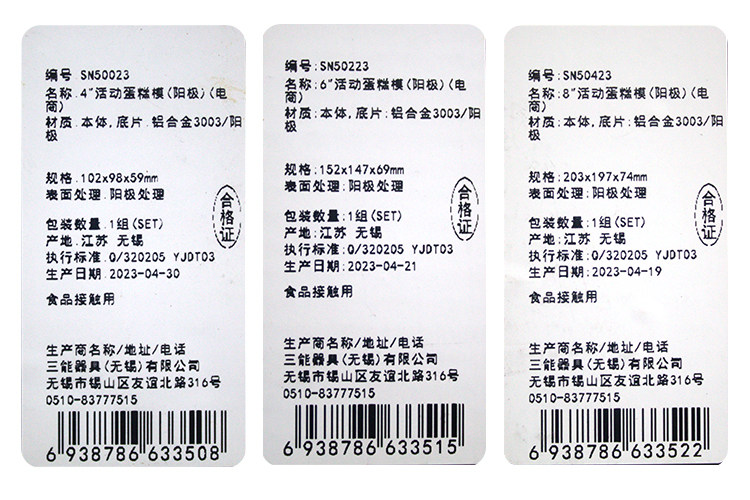 编号 SN50023
名称.4"活动蛋糕模(阳极)(电
商)
材质.本体,底片.铝合金3003/阳
极
规格.102x98x59mm
表面处理.阳极处理
合格证
包装数量.1组(SET)
产地.江苏 无锡
执行标准.Q/320205 YJDT03
生产日期.2023-04-30
食品接触用
生产商名称/地址/电话
三能器具(无锡)有限公司
无锡市锡山区友谊北路316号
0510-83777515
6 938786 633508
编号:SN50223
名称:6"活动蛋糕模(阳极)(电
商)
材质:本体,底片:铝合金3003/阳
极
规格:152x147x69mm
表面处理:阳极处理
合格证
包装数量:1组(SET)
产地:江苏 无锡
执行标准:Q/320205 YJDT03
生产日期:2023-04-21
食品接触用
生产商名称/地址/电话
三能器具(无锡)有限公司
无锡市锡山区友谊北路316号
0510-83777515
6 938786 633515
编号:SN50423
名称:8"活动蛋糕模(阳极)(电
商)
材质:本体,底片:铝合金3003/阳
极
规格:203x197x74mm
表面处理:阳极处理
合格证
包装数量:1组(SET)
产地:江苏 无锡
执行标准:Q/320205 YJDT03
生产日期:2023-04-19
食品接触用
生产商名称/地址/电话
三能器具(无锡)有限公司
无锡市锡山区友谊北路316号
0510-83777515
6 938786 633522